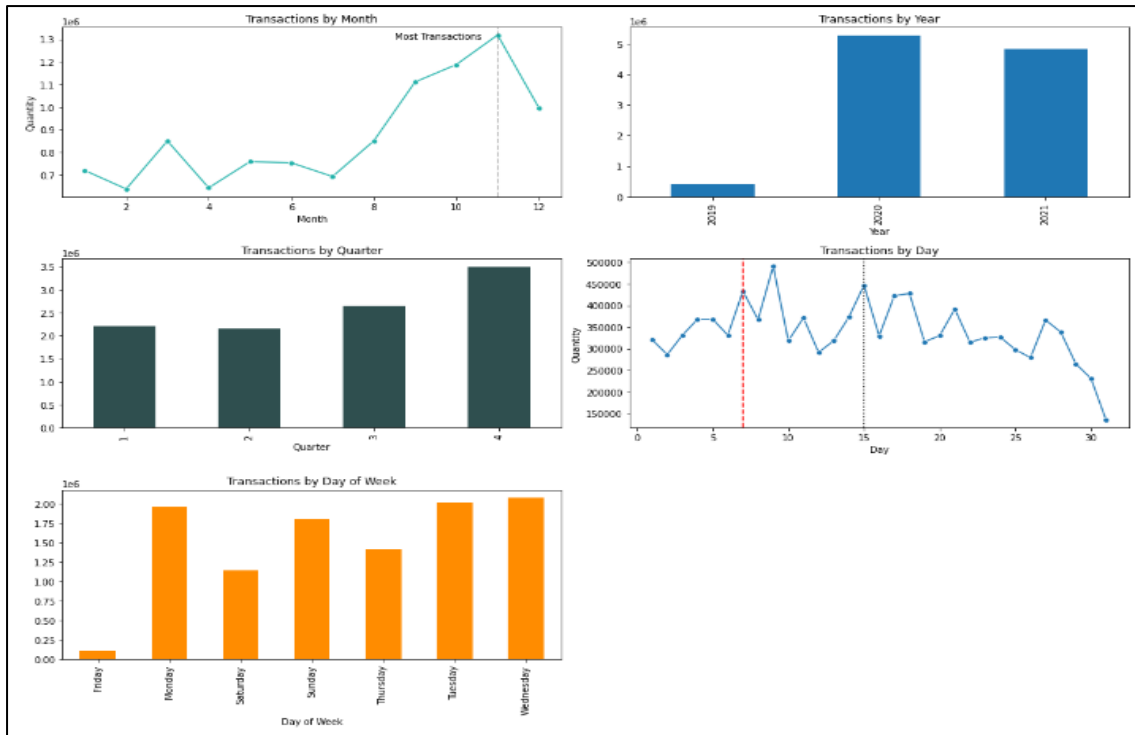 Transactions by Month
1e6
Most Transactions
1.3
1.2
1.1
1.0
0.9
0.8
0.7
Quantity
2 4 6 8 10 12
Month
Transactions by Year
1e6
5
4
3
2
1
0
2019 2020 2021
Year
Transactions by Quarter
1e6
3.5
3.0
2.5
2.0
1.5
1.0
0.5
0.0
1 2 3 4
Quarter
Transactions by Day
500000
450000
400000
350000
300000
250000
200000
150000
Quantity
0 5 10 15 20 25 30
Day
Transactions by Day of Week
1e6
2.00
1.75
1.50
1.25
1.00
0.75
0.50
0.25
0.00
Friday Monday Saturday Sunday Thursday Tuesday Wednesday
Day of Week